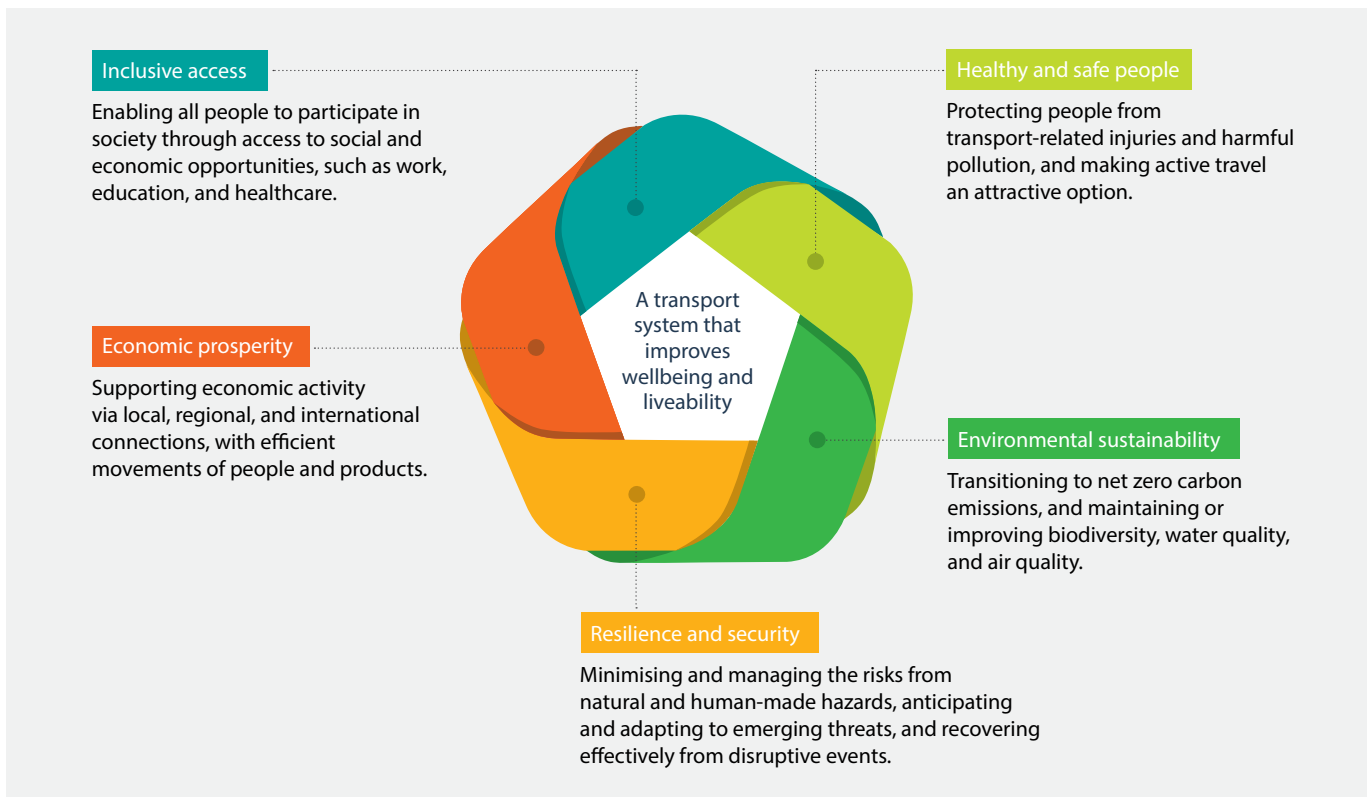 Inclusive access
Enabling all people to participate in
society through access to social and
economic opportunities, such as work,
education, and healthcare.
Healthy and safe people
Protecting people from
transport-related injuries and harmful
pollution, and making active travel
an attractive option.
A transport
system that
improves
wellbeing and
liveability
Economic prosperity
Supporting economic activity
via local, regional, and international
connections, with efficient
movements of people and products.
Environmental sustainability
Transitioning to net zero carbon
emissions, and maintaining or
improving biodiversity, water quality,
and air quality.
Resilience and security
Minimising and managing the risks from
natural and human-made hazards, anticipating
and adapting to emerging threats, and recovering
effectively from disruptive events.